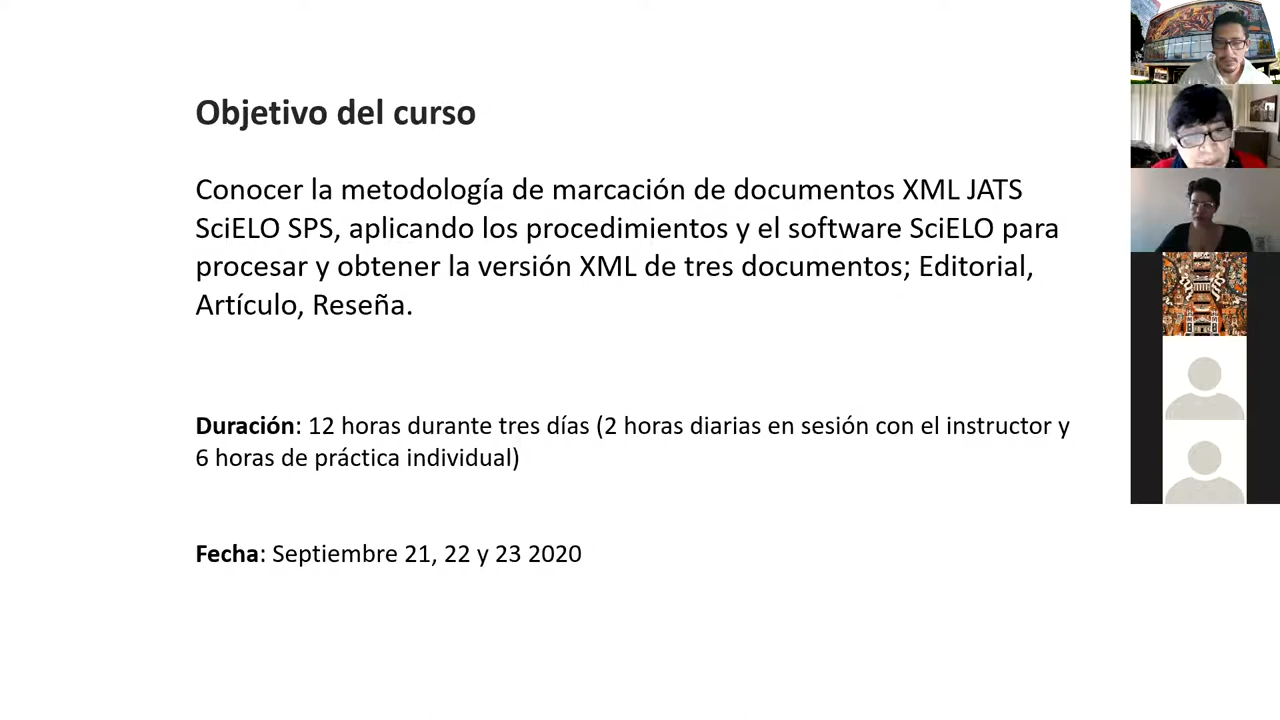 Objetivo del curso
Conocer la metodología de marcación de documentos XML JATS
SciELO SPS, aplicando los procedimientos y el software SciELO para
procesar y obtener la versión XML de tres documentos; Editorial,
Artículo, Reseña.
Duración: 12 horas durante tres días (2 horas diarias en sesión con el instructor y
6 horas de práctica individual)
Fecha: Septiembre 21, 22 y 23 2020